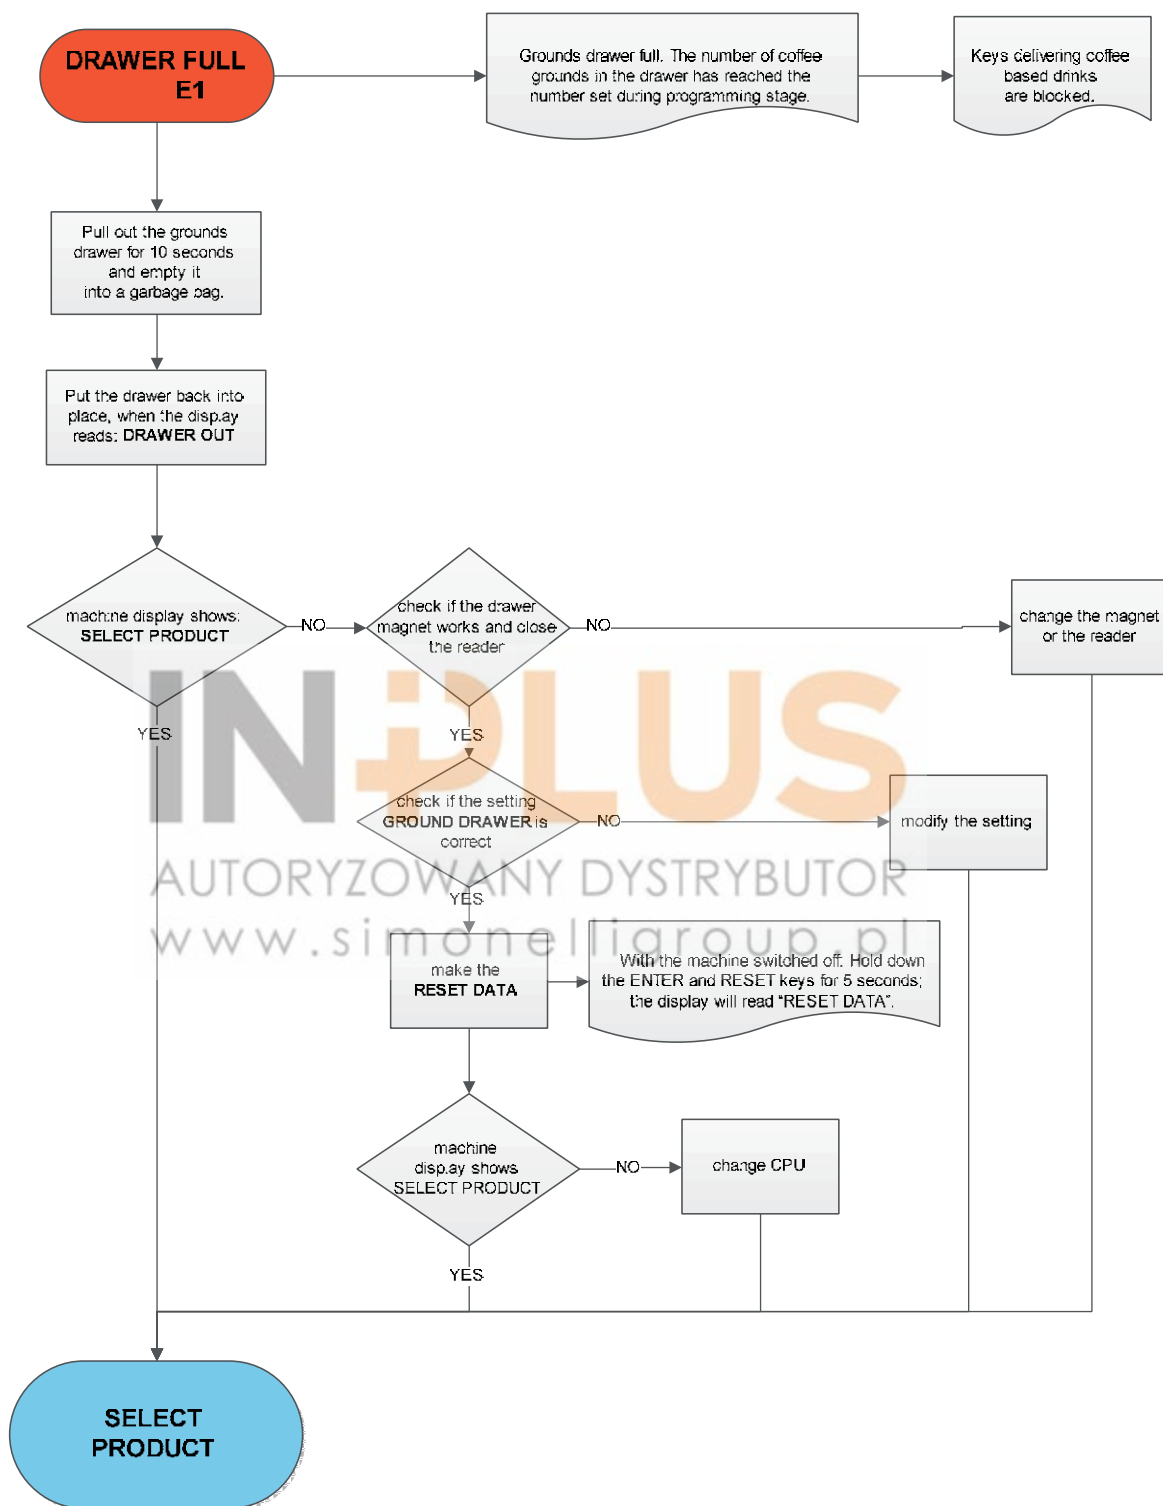 DRAWER FULL
E1
Grounds drawer full. The number of coffee
grounds in the drawer has reached the
number set during programming stage.
Keys delivering coffee
based drinks
are blocked.
Pull out the grounds
drawer for 10 seconds
and empty it
into a garbage bag.
Put the drawer back into
place, when the display
reads: DRAWER OUT
machine display shows:
SELECT PRODUCT
NO
check if the drawer
magnet works and close
the reader
NO
change the magnet
or the reader
YES
YES
INPLUS
check if the setting
GROUND DRAWER is
correct
NO
modify the setting
AUTORYZOWANY DYSTRYBUTOR
YES
www.simonelligroup.pl
make the
RESET DATA
With the machine switched off. Hold down
the ENTER and RESET keys for 5 seconds;
the display will read "RESET DATA".
machine
display shows
SELECT PRODUCT
NO
change CPU
YES
SELECT
PRODUCT